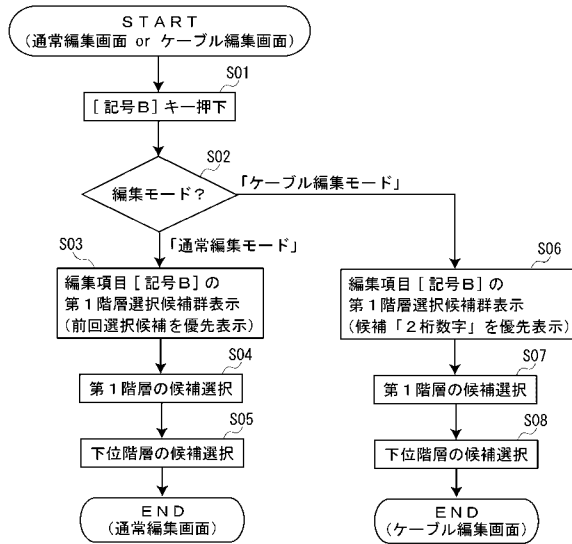 START
(通常編集画面 or ケーブル編集画面)
S01
[記号B]キー押下
S02
編集モード?
「ケーブル編集モード」
「通常編集モード」
S03
編集項目[記号B]の
第1階層選択候補群表示
(前回選択候補を優先表示)
S04
第1階層の候補選択
S05
下位階層の候補選択
END
(通常編集画面)
S06
編集項目[記号B]の
第1階層選択候補群表示
(候補「2桁数字」を優先表示)
S07
第1階層の候補選択
S08
下位階層の候補選択
END
(ケーブル編集画面)